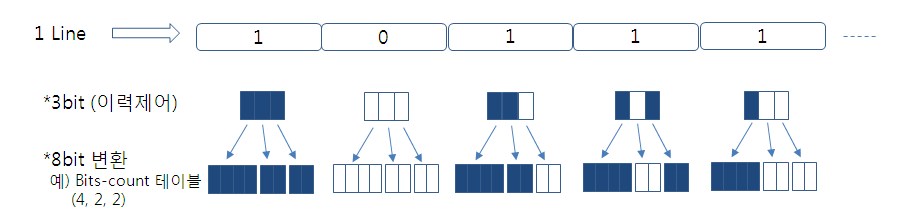 1 Line 1 0 1 1 1
*3bit (이력제어)
*8bit 변환
예) Bits-count 테이블
(4, 2, 2)